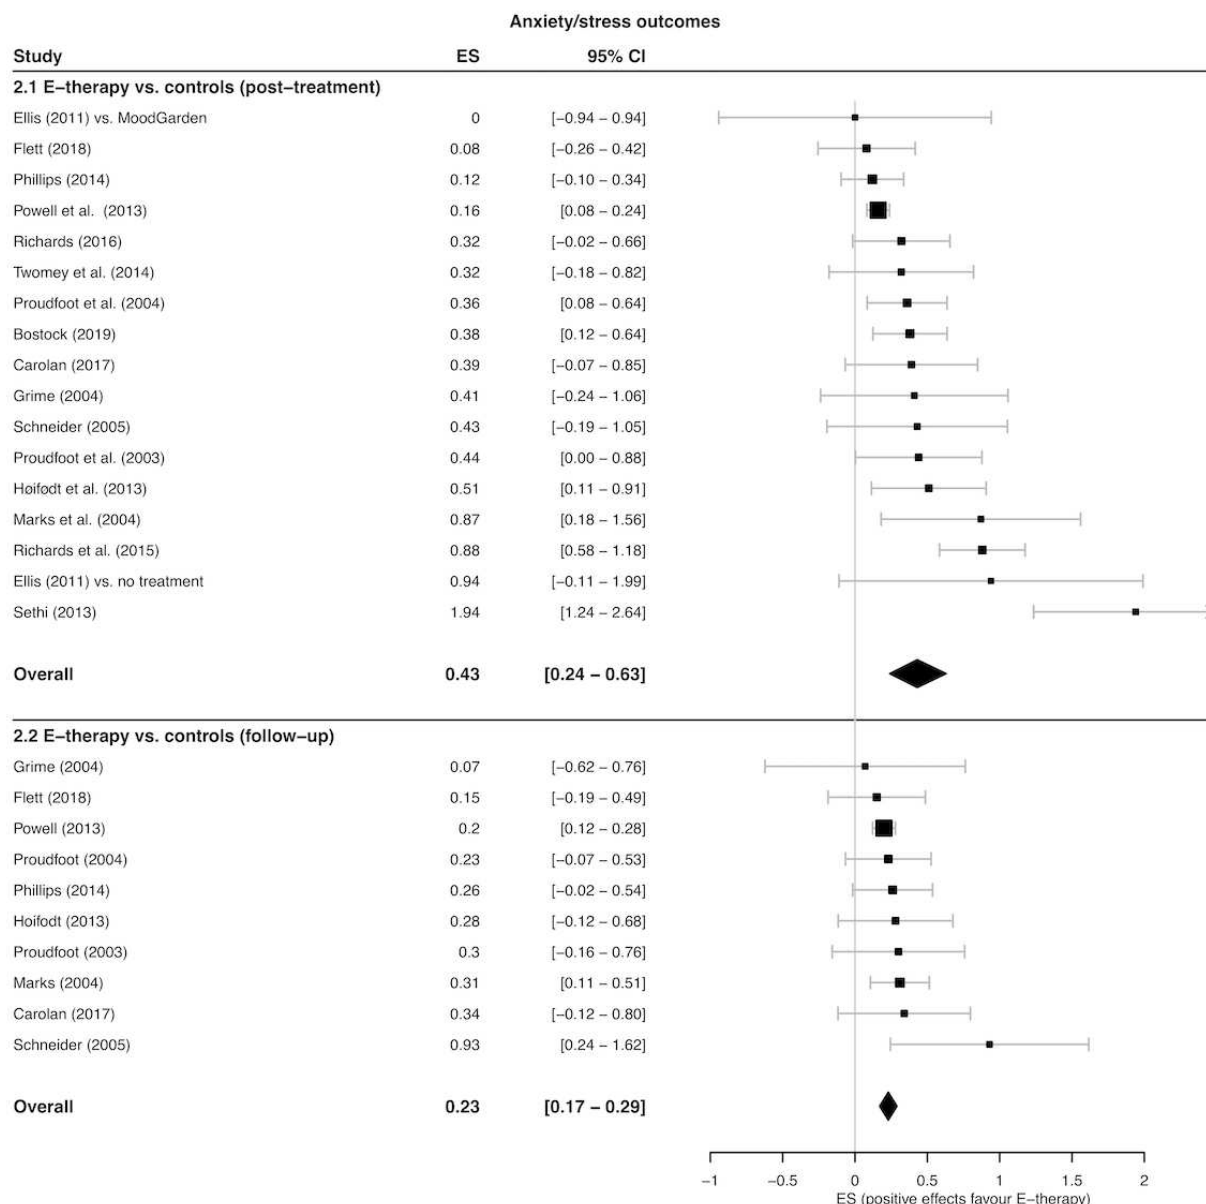 Anxiety/stress outcomes
Study ES 95% CI
2.1 E−therapy vs. controls (post−treatment)
Ellis (2011) vs. MoodGarden 0 [−0.94 − 0.94]
Flett (2018) 0.08 [−0.26 − 0.42]
Phillips (2014) 0.12 [−0.10 − 0.34]
Powell et al. (2013) 0.16 [0.08 − 0.24]
Richards (2016) 0.32 [−0.02 − 0.66]
Twomey et al. (2014) 0.32 [−0.18 − 0.82]
Proudfoot et al. (2004) 0.36 [0.08 − 0.64]
Bostock (2019) 0.38 [0.12 − 0.64]
Carolan (2017) 0.39 [−0.07 − 0.85]
Grime (2004) 0.41 [−0.24 − 1.06]
Schneider (2005) 0.43 [−0.19 − 1.05]
Proudfoot et al. (2003) 0.44 [0.00 − 0.88]
Høifødt et al. (2013) 0.51 [0.11 − 0.91]
Marks et al. (2004) 0.87 [0.18 − 1.56]
Richards et al. (2015) 0.88 [0.58 − 1.18]
Ellis (2011) vs. no treatment 0.94 [−0.11 − 1.99]
Sethi (2013) 1.94 [1.24 − 2.64]
Overall 0.43 [0.24 − 0.63]
2.2 E−therapy vs. controls (follow−up)
Grime (2004) 0.07 [−0.62 − 0.76]
Flett (2018) 0.15 [−0.19 − 0.49]
Powell (2013) 0.2 [0.12 − 0.28]
Proudfoot (2004) 0.23 [−0.07 − 0.53]
Phillips (2014) 0.26 [−0.02 − 0.54]
Hoifodt (2013) 0.28 [−0.12 − 0.68]
Proudfoot (2003) 0.3 [−0.16 − 0.76]
Marks (2004) 0.31 [0.11 − 0.51]
Carolan (2017) 0.34 [−0.12 − 0.80]
Schneider (2005) 0.93 [0.24 − 1.62]
Overall 0.23 [0.17 − 0.29]
−1 −0.5 0 0.5 1 1.5 2
ES (positive effects favour E−therapy)